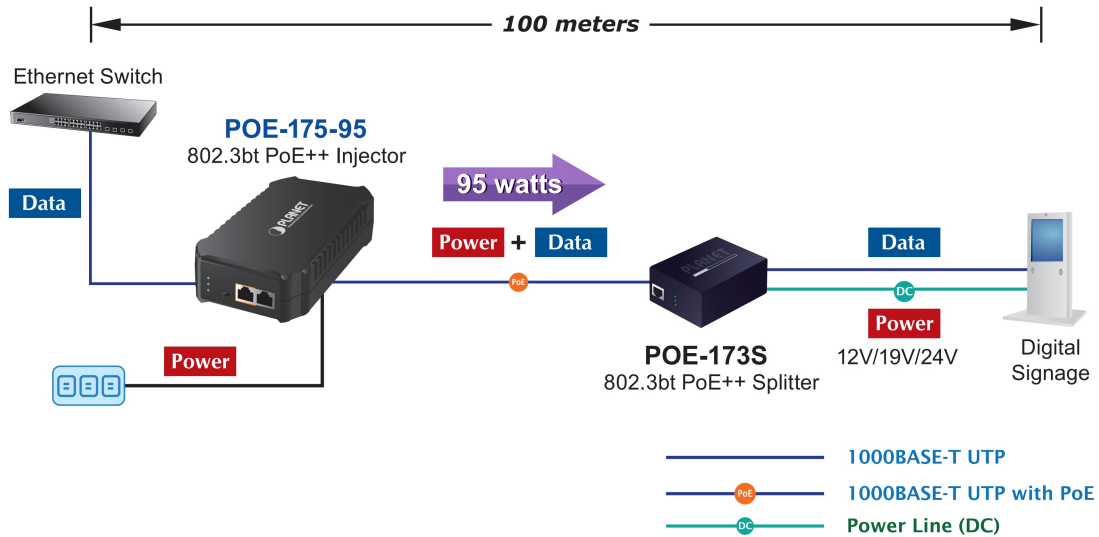 100 meters
Ethernet Switch
POE-175-95
802.3bt PoE++ Injector
PLANET
Data
95 watts
Power + Data
PoE
PLANET
Data
DC
Power
12V/19V/24V
POE-173S
802.3bt PoE++ Splitter
Digital
Signage
Power
1000BASE-T UTP
PoE
1000BASE-T UTP with PoE
DC
Power Line (DC)